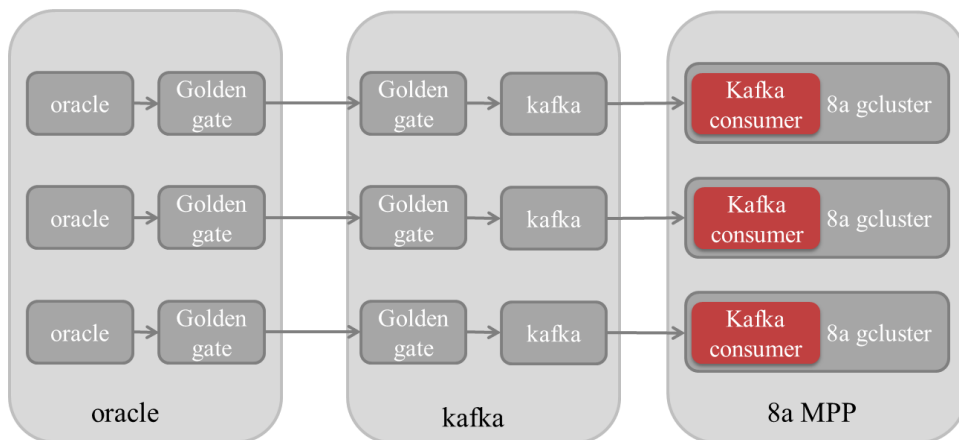 oracle
Golden
gate
Golden
gate
kafka
Kafka
consumer
8a gcluster
oracle
Golden
gate
Golden
gate
kafka
Kafka
consumer
8a gcluster
oracle
Golden
gate
Golden
gate
kafka
Kafka
consumer
8a gcluster
oracle
kafka
8a MPP